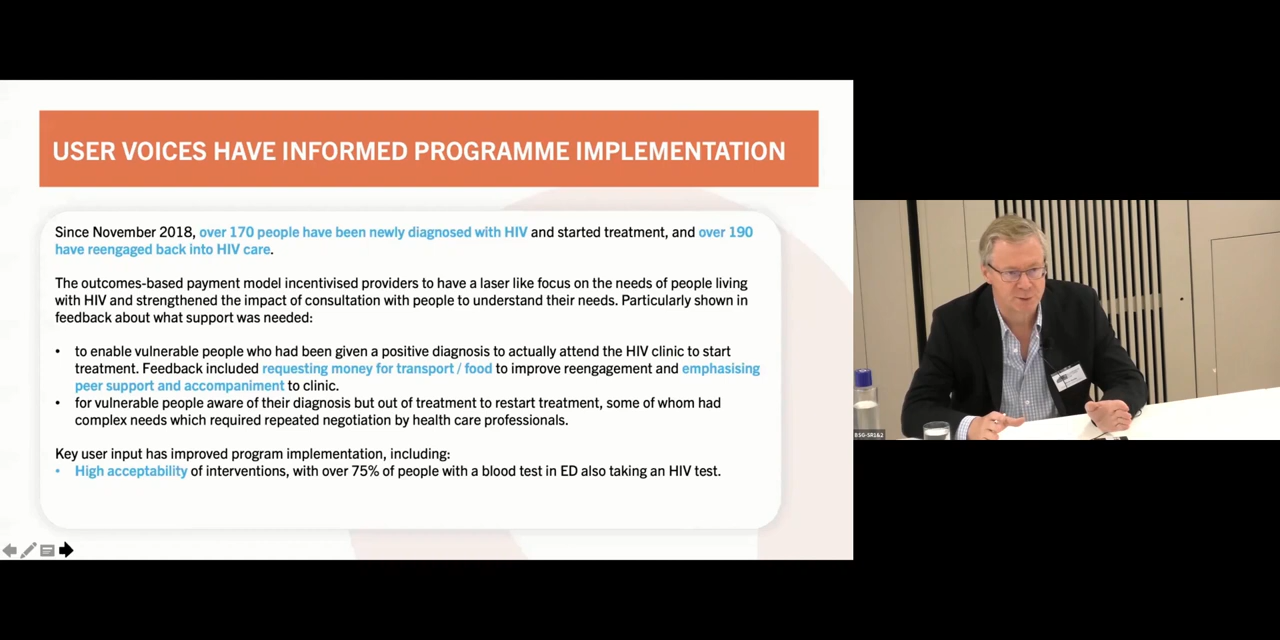 USER VOICES HAVE INFORMED PROGRAMME IMPLEMENTATION
Since November 2018, over 170 people have been newly diagnosed with HIV and started treatment, and over 190
have reengaged back into HIV care.
The outcomes-based payment model incentivised providers to have a laser like focus on the needs of people living
with HIV and strengthened the impact of consultation with people to understand their needs. Particularly shown in
feedback about what support was needed:
• to enable vulnerable people who had been given a positive diagnosis to actually attend the HIV clinic to start
treatment. Feedback included requesting money for transport / food to improve reengagement and emphasising
peer support and accompaniment to clinic.
• for vulnerable people aware of their diagnosis but out of treatment to restart treatment, some of whom had
complex needs which required repeated negotiation by health care professionals.
Key user input has improved program implementation, including:
• High acceptability of interventions, with over 75% of people with a blood test in ED also taking an HIV test.
BSG-SR1&2